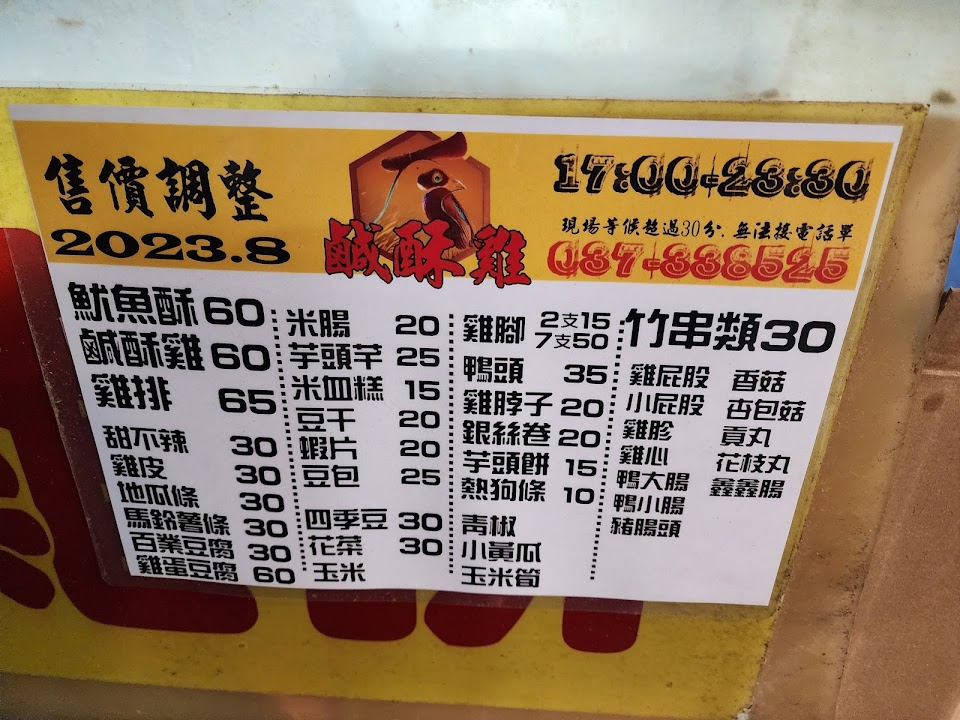 售價調整
2023.8
鹹酥雞
17:00-23:30
現場等候超過30分.無法接電話單
037-338525
魷魚酥 60
鹹酥雞 60
雞排 65
甜不辣 30
雞皮 30
地瓜條 30
馬鈴薯條 30
百業豆腐 30
雞蛋豆腐 60
米腸 20
芋頭芊 25
米血糕 15
豆干 20
蝦片 20
豆包 25
四季豆 30
花菜 30
玉米
雞腳 2支15
7支50
鴨頭 35
雞脖子 20
銀絲卷 20
芋頭餅 15
熱狗條 10
青椒
小黃瓜
玉米筍
竹串類30
雞屁股 香菇
小屁股 杏包菇
雞胗 貢丸
雞心 花枝丸
鴨大腸 鑫鑫腸
鴨小腸
豬腸頭